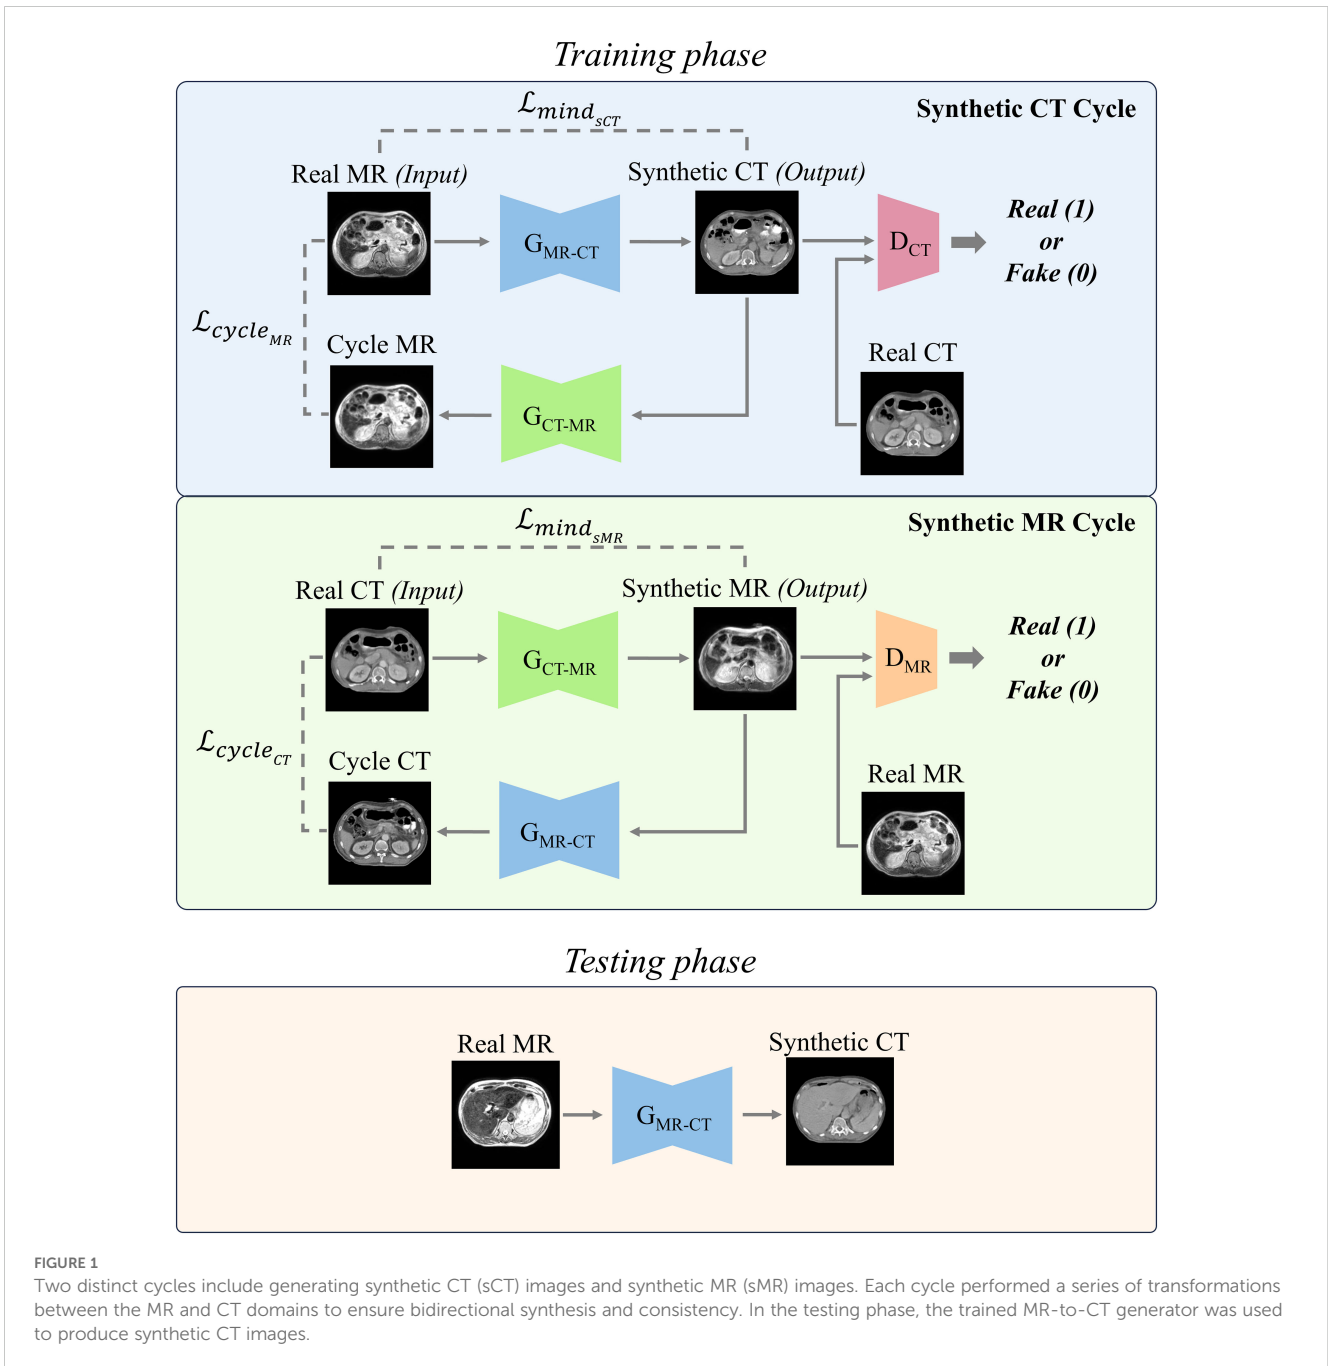 Training phase
Synthetic CT Cycle
ℒmind_sCT
Real MR (Input)
Synthetic CT (Output)
G_MR-CT
D_CT
Real (1)
or
Fake (0)
ℒcycle_MR
Cycle MR
G_CT-MR
Real CT
Synthetic MR Cycle
ℒmind_sMR
Real CT (Input)
Synthetic MR (Output)
G_CT-MR
D_MR
Real (1)
or
Fake (0)
ℒcycle_CT
Cycle CT
G_MR-CT
Real MR
Testing phase
Real MR
Synthetic CT
G_MR-CT
FIGURE 1
Two distinct cycles include generating synthetic CT (sCT) images and synthetic MR (sMR) images. Each cycle performed a series of transformations
between the MR and CT domains to ensure bidirectional synthesis and consistency. In the testing phase, the trained MR-to-CT generator was used
to produce synthetic CT images.